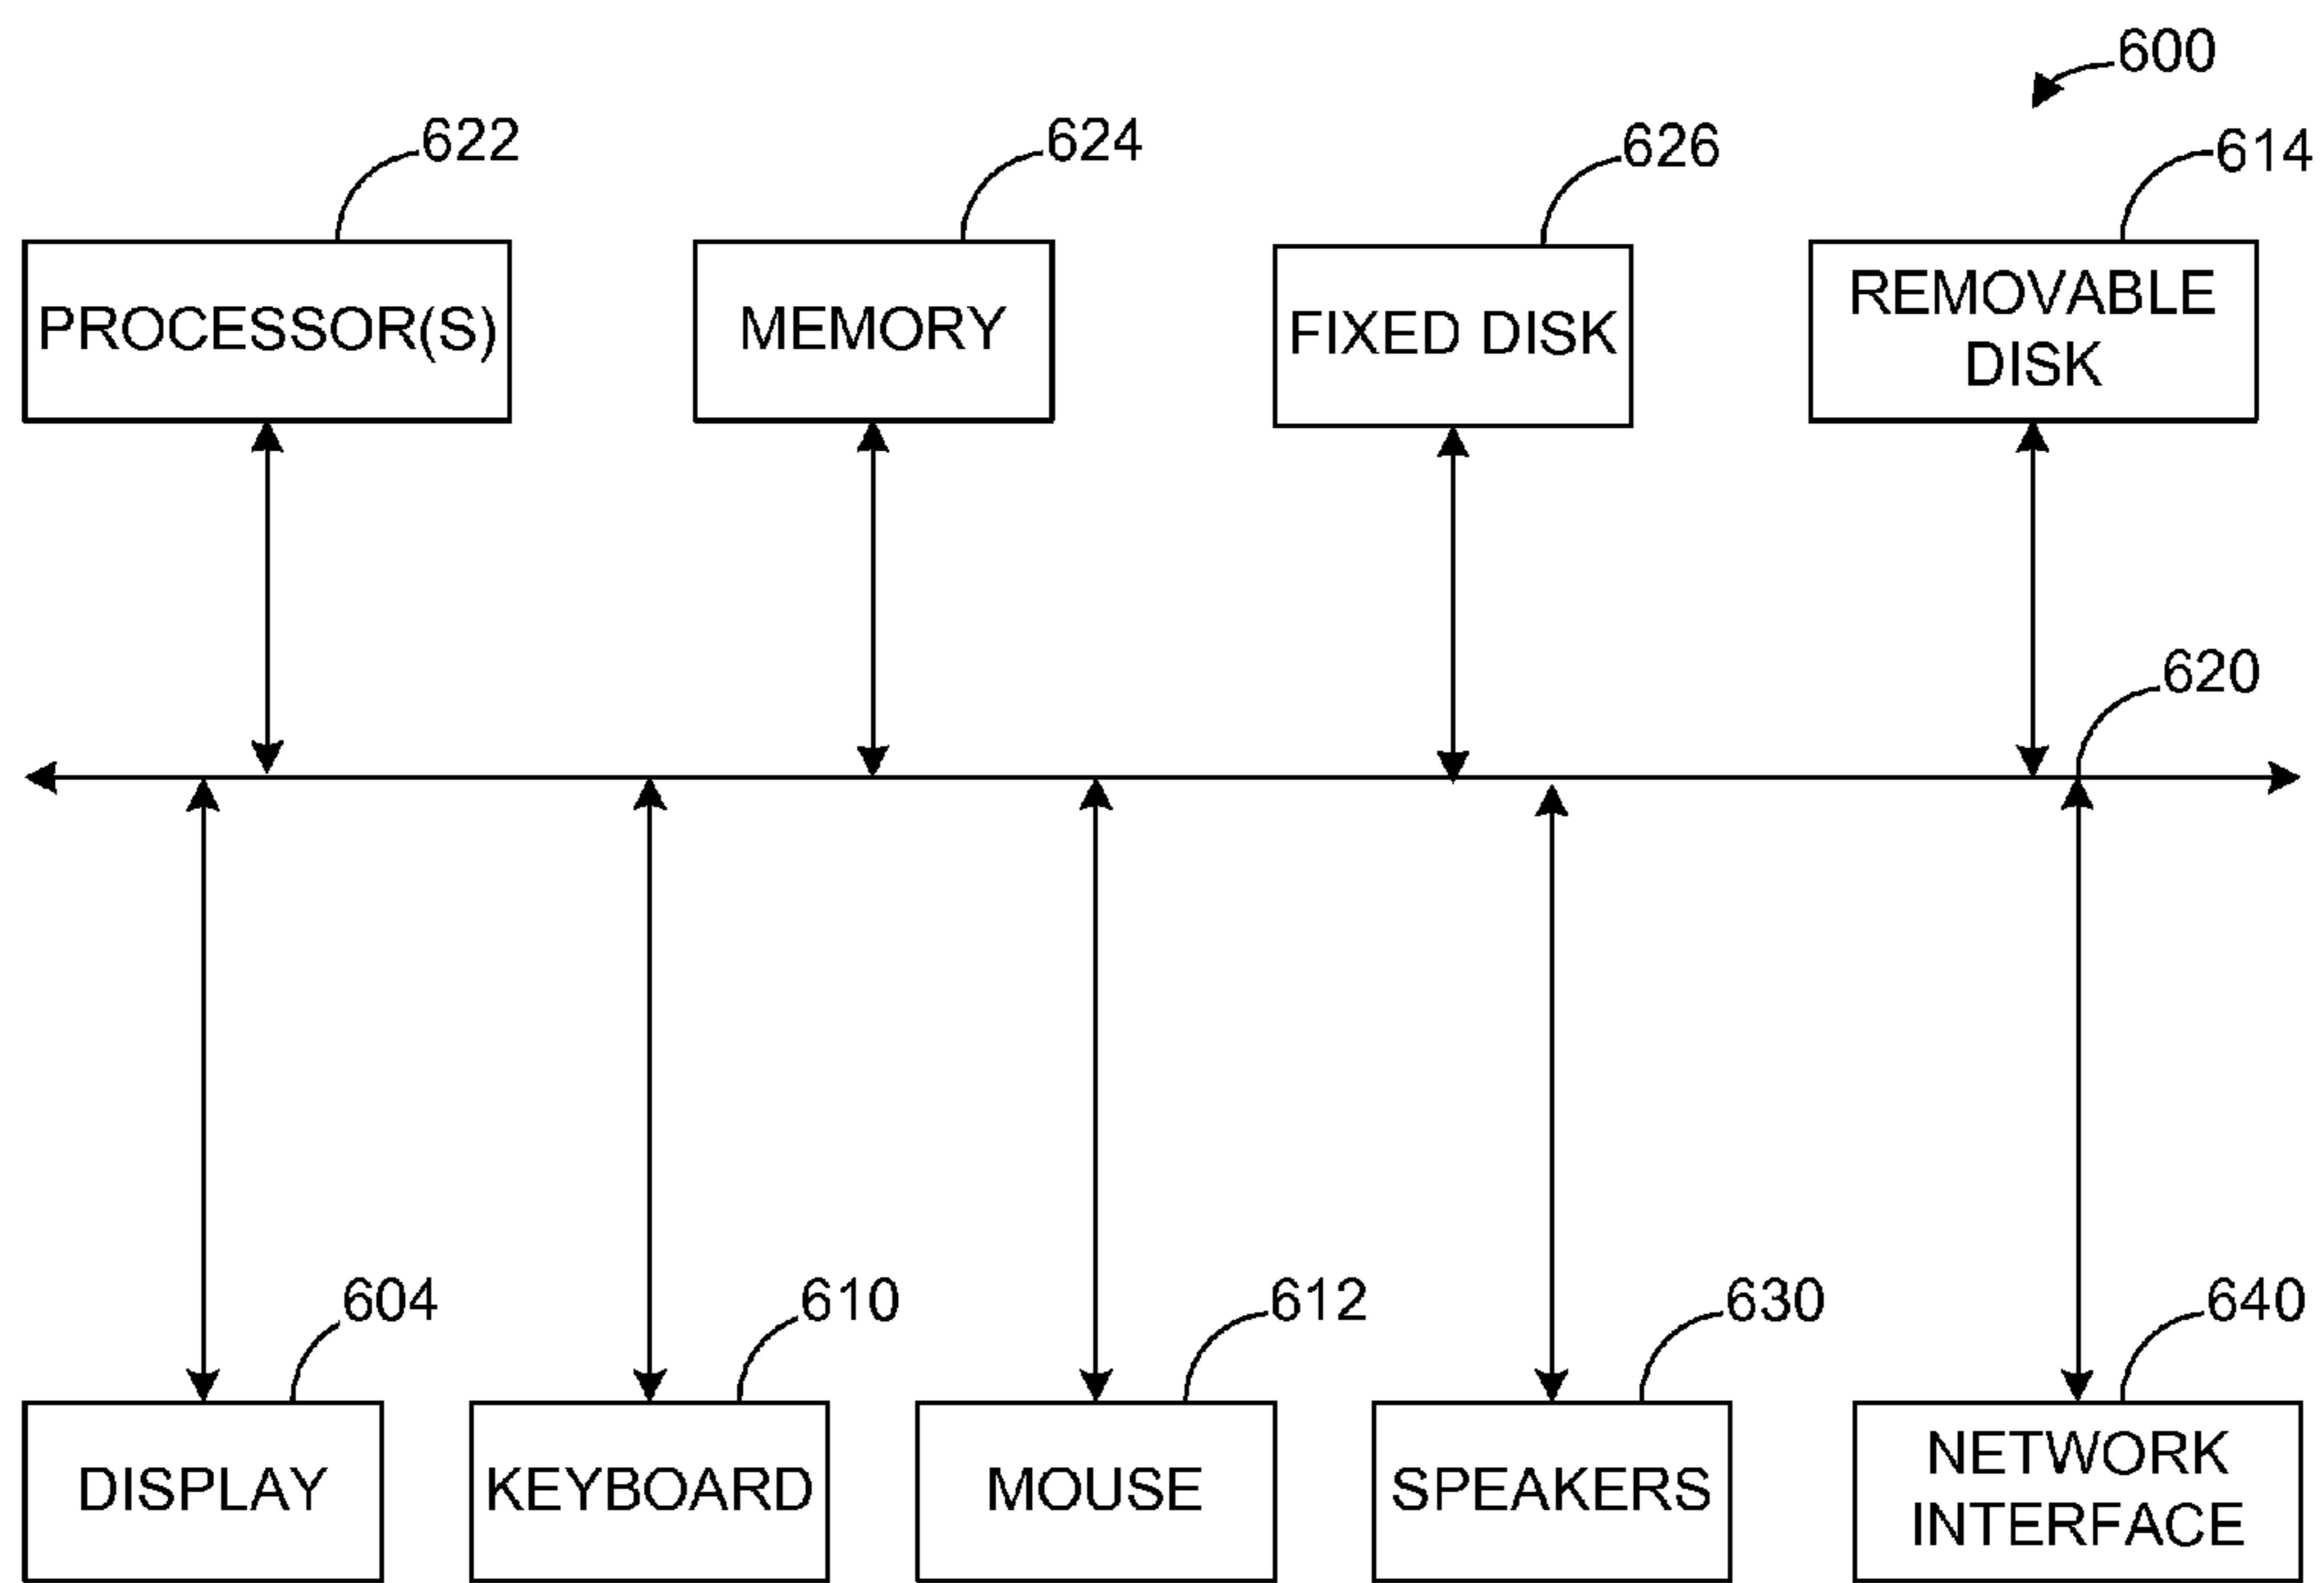 600
622
624
626
614
PROCESSOR(S)
MEMORY
FIXED DISK
REMOVABLE
DISK
620
604
610
612
630
640
DISPLAY
KEYBOARD
MOUSE
SPEAKERS
NETWORK
INTERFACE